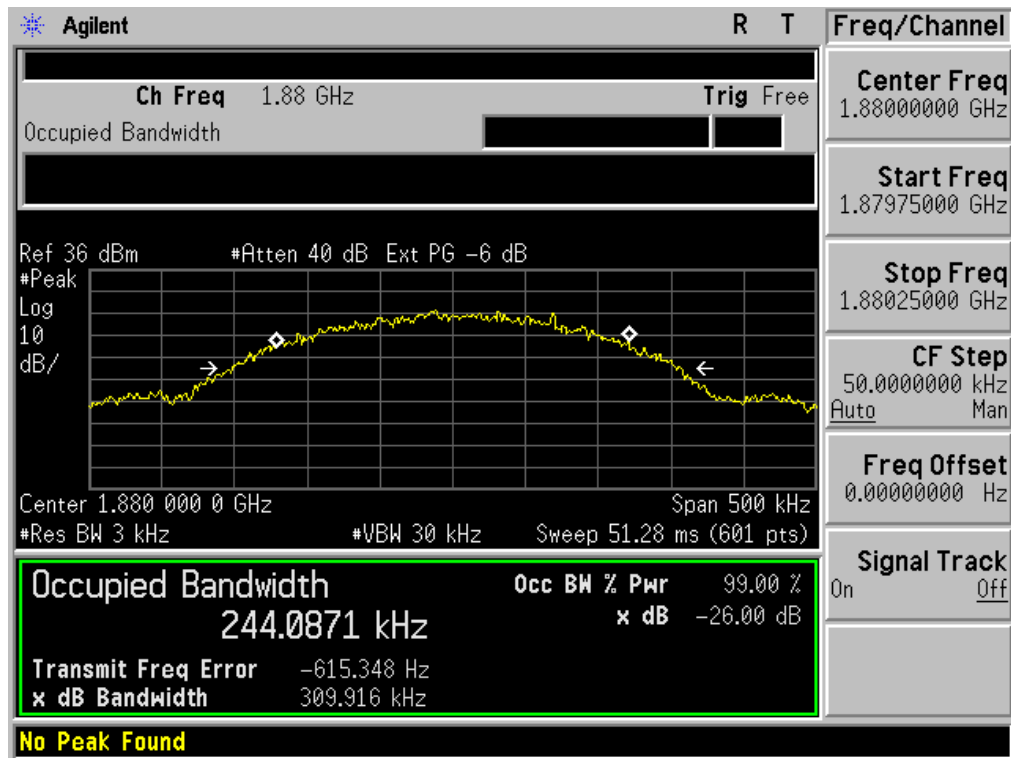 Agilent
R T
Freq/Channel
Ch Freq 1.88 GHz
Trig Free
Occupied Bandwidth
Center Freq
1.88000000 GHz
Start Freq
1.87975000 GHz
Stop Freq
1.88025000 GHz
CF Step
50.0000000 kHz
Auto Man
Freq Offset
0.00000000 Hz
Signal Track
On Off
Ref 36 dBm #Atten 40 dB Ext PG -6 dB
#Peak
Log
10
dB/
Center 1.880 000 0 GHz Span 500 kHz
#Res BW 3 kHz #VBW 30 kHz Sweep 51.28 ms (601 pts)
Occupied Bandwidth
244.0871 kHz
Occ BW % Pwr 99.00 %
x dB -26.00 dB
Transmit Freq Error -615.348 Hz
x dB Bandwidth 309.916 kHz
No Peak Found